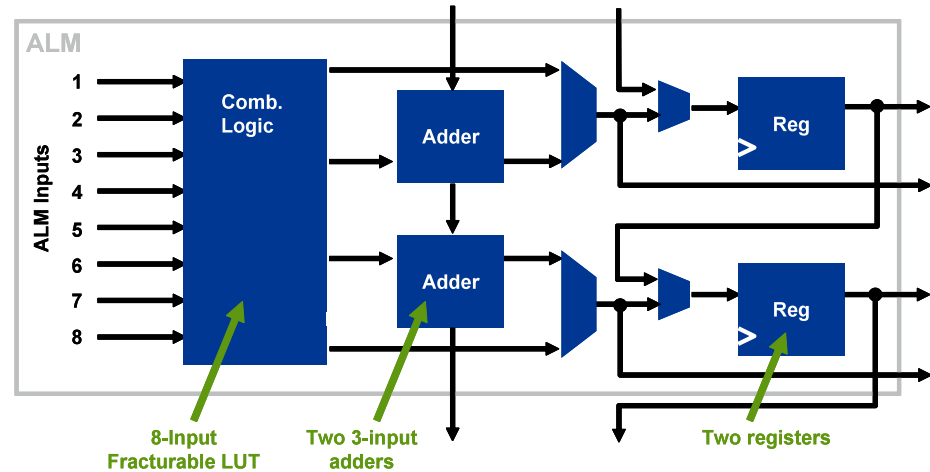 ALM
ALM Inputs
1
2
3
4
5
6
7
8
Comb.
Logic
Adder
Adder
Reg
Reg
8-Input
Fracturable LUT
Two 3-input
adders
Two registers